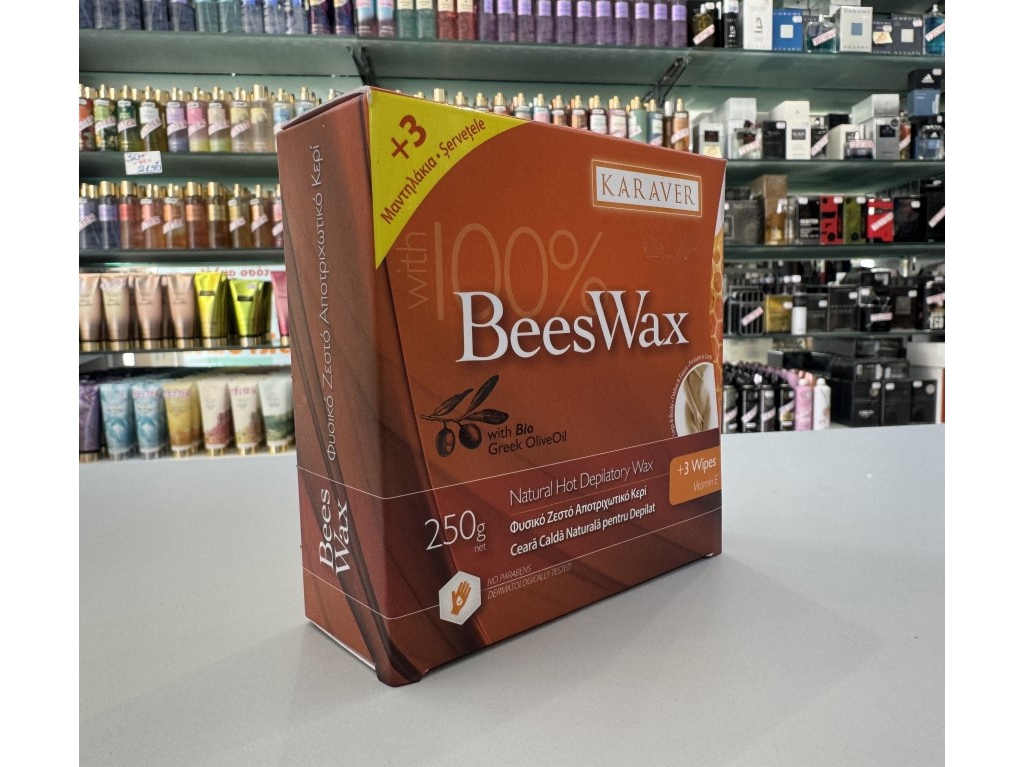 +3
Μαντηλάκια • Șervețele
KARAVER
with 100%
BeesWax
with Bio
Greek OliveOil
Natural Hot Depilatory Wax
Φυσικό Ζεστό Αποτριχωτικό Κερί
Ceară Caldă Naturală pentru Depilat
+3 Wipes
Vitamin E
250g
net
NO PARABENS
DERMATOLOGICALLY TESTED
Bees
Wax
Φυσικό Ζεστό Αποτριχωτικό Κερί